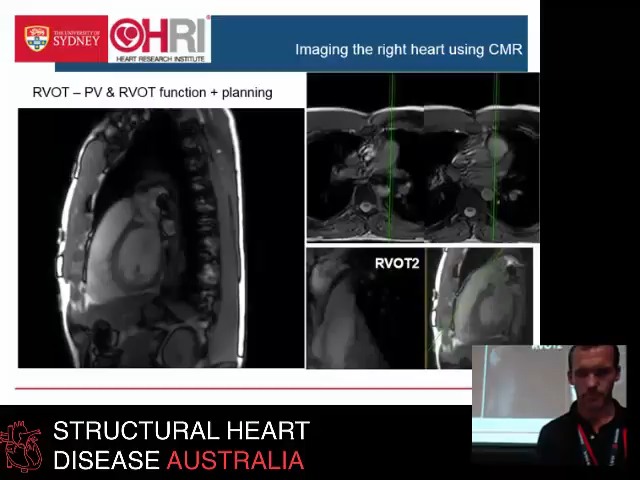 THE UNIVERSITY OF
SYDNEY
HRI
HEART RESEARCH INSTITUTE
Imaging the right heart using CMR
RVOT – PV & RVOT function + planning
RVOT2
RVOT2
STRUCTURAL HEART
DISEASE AUSTRALIA